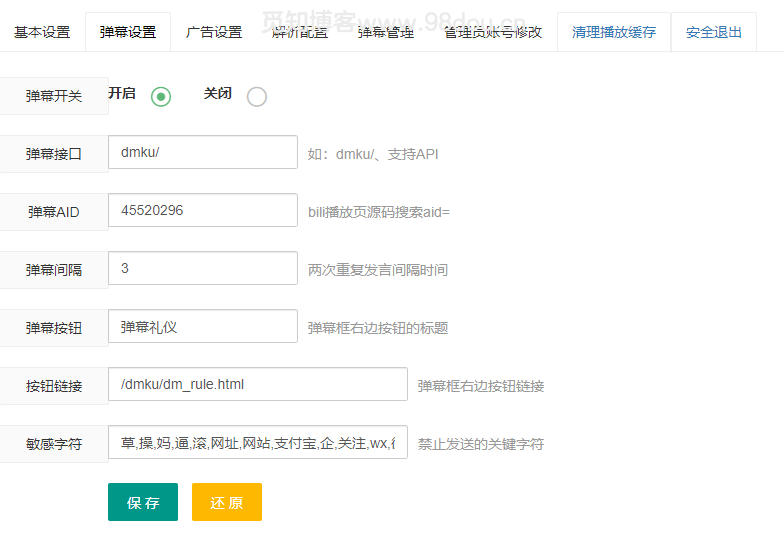 觅知博客www.98dou.cn
基本设置 弹幕设置 广告设置 解析配置 弹幕管理 管理员账号修改 清理播放缓存 安全退出
弹幕开关 开启 关闭
弹幕接口 dmku/ 如：dmku/、支持API
弹幕AID 45520296 bili播放页源码搜索aid=
弹幕间隔 3 两次重复发言间隔时间
弹幕按钮 弹幕礼仪 弹幕框右边按钮的标题
按钮链接 /dmku/dm_rule.html 弹幕框右边按钮链接
敏感字符 草,操,妈,逼,滚,网址,网站,支付宝,企,关注,wx, 禁止发送的关键字符
保存 还原